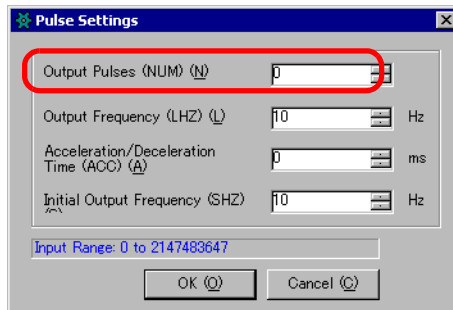 Pulse Settings
Output Pulses (NUM) (N)
0
Output Frequency (LHZ) (L)
10
Hz
Acceleration/Deceleration
Time (ACC) (A)
0
ms
Initial Output Frequency (SHZ)
10
Hz
Input Range: 0 to 2147483647
OK (O)
Cancel (C)